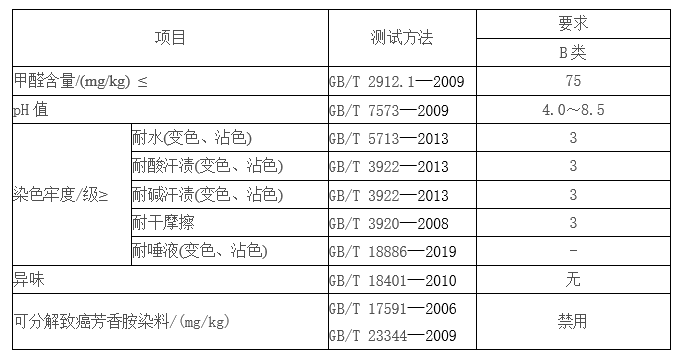 项目 测试方法 要求
B 类
甲醛含量/(mg/kg) ≤ GB/T 2912.1—2009 75
pH 值 GB/T 7573—2009 4.0～8.5
染色牢度/级≥
耐水(变色、沾色) GB/T 5713—2013 3
耐酸汗渍(变色、沾色) GB/T 3922—2013 3
耐碱汗渍(变色、沾色) GB/T 3922—2013 3
耐干摩擦 GB/T 3920—2008 3
耐唾液(变色、沾色) GB/T 18886—2019 -
异味 GB/T 18401—2010 无
可分解致癌芳香胺染料/(mg/kg) GB/T 17591—2006 禁用
GB/T 23344—2009